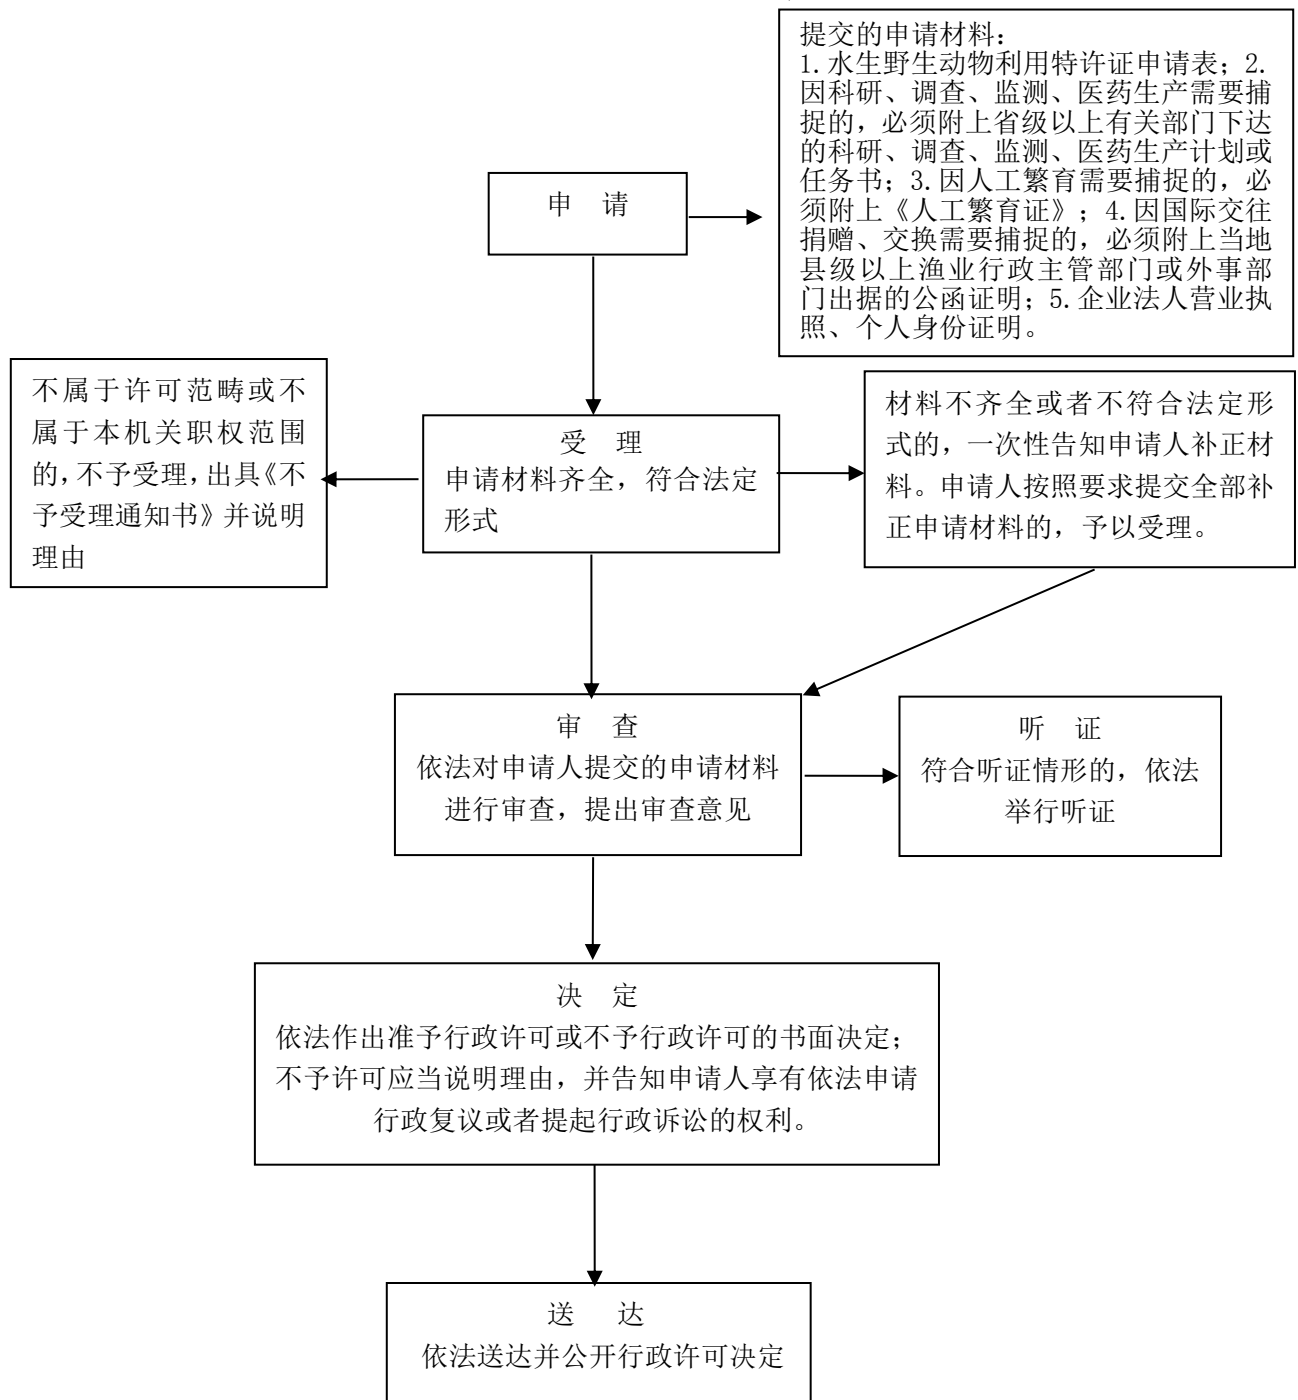 提交的申请材料：
1.水生野生动物利用特许证申请表；2.
因科研、调查、监测、医药生产需要捕
捉的，必须附上省级以上有关部门下达
的科研、调查、监测、医药生产计划或
任务书；3.因人工繁育需要捕捉的，必
须附上《人工繁育证》；4.因国际交往
捐赠、交换需要捕捉的，必须附上当地
县级以上渔业行政主管部门或外事部
门出据的公函证明；5.企业法人营业执
照、个人身份证明。
申 请
不属于许可范畴或不
属于本机关职权范围
的，不予受理，出具《不
予受理通知书》并说明
理由
受 理
申请材料齐全，符合法定
形式
材料不齐全或者不符合法定形
式的，一次性告知申请人补正材
料。申请人按照要求提交全部补
正申请材料的，予以受理。
审 查
依法对申请人提交的申请材料
进行审查，提出审查意见
听 证
符合听证情形的，依法
举行听证
决 定
依法作出准予行政许可或不予行政许可的书面决定；
不予许可应当说明理由，并告知申请人享有依法申请
行政复议或者提起行政诉讼的权利。
送 达
依法送达并公开行政许可决定